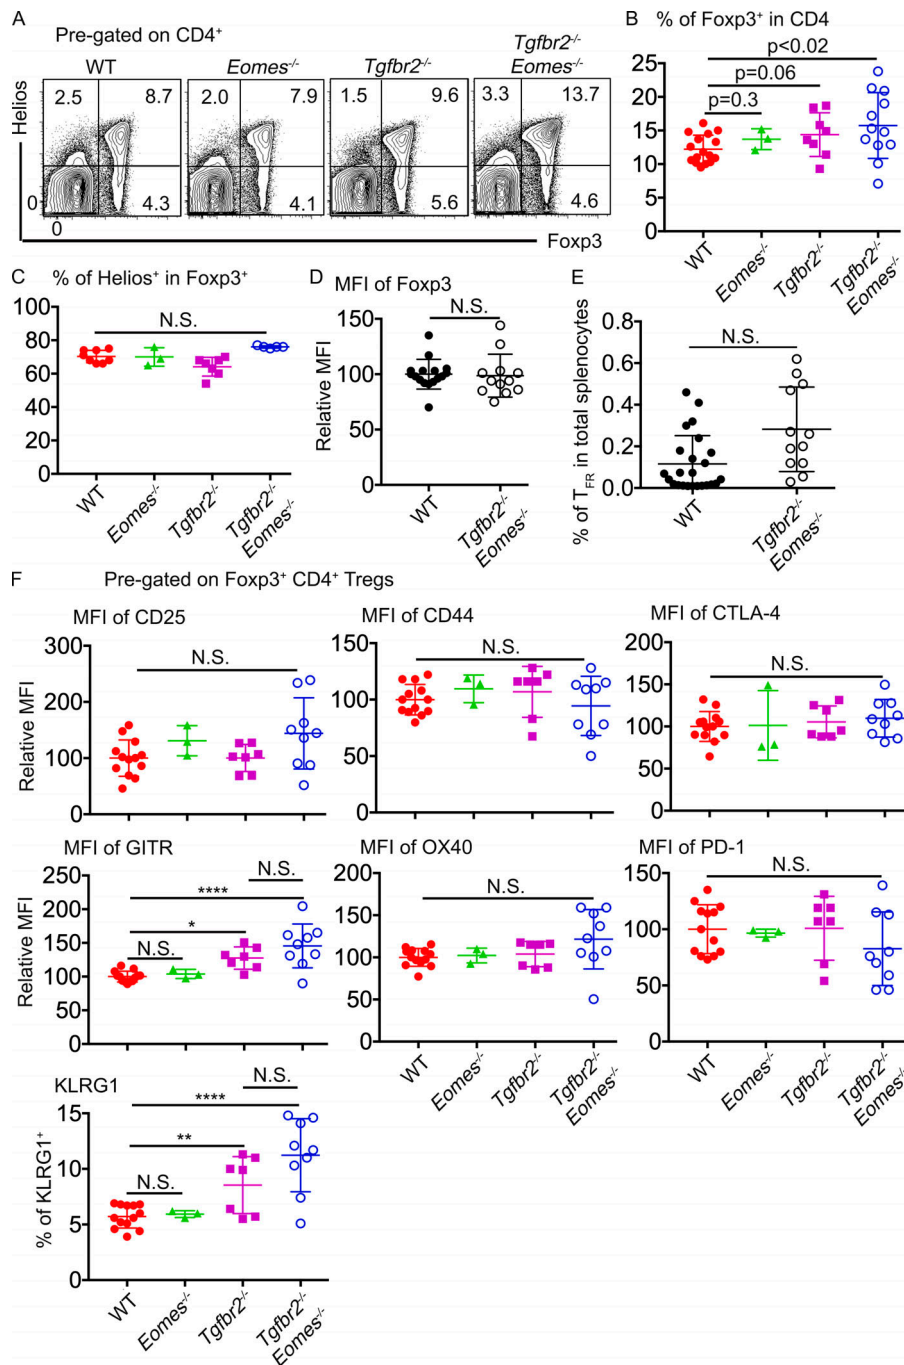 A
Pre-gated on CD4⁺
WT
Eomes⁻/⁻
Tgfbr2⁻/⁻
Tgfbr2⁻/⁻
Eomes⁻/⁻
Helios
2.5 8.7
2.0 7.9
1.5 9.6
3.3 13.7
4.3
4.1
5.6
4.6
0
0
Foxp3
B % of Foxp3⁺ in CD4
p<0.02
p=0.06
p=0.3
25
20
15
10
5
0
WT
Eomes⁻/⁻
Tgfbr2⁻/⁻
Tgfbr2⁻/⁻
Eomes⁻/⁻
C % of Helios⁺ in Foxp3⁺
N.S.
100
80
60
40
20
0
WT
Eomes⁻/⁻
Tgfbr2⁻/⁻
Tgfbr2⁻/⁻
Eomes⁻/⁻
D MFI of Foxp3
N.S.
Relative MFI
150
100
50
0
WT
Tgfbr2⁻/⁻
Eomes⁻/⁻
E
% of TFR in total splenocytes
N.S.
0.8
0.6
0.4
0.2
0.0
WT
Tgfbr2⁻/⁻
Eomes⁻/⁻
F Pre-gated on Foxp3⁺ CD4⁺ Tregs
MFI of CD25
N.S.
Relative MFI
300
200
100
0
MFI of CD44
N.S.
150
100
50
0
MFI of CTLA-4
N.S.
200
150
100
50
0
MFI of GITR
N.S.
****
*
N.S.
Relative MFI
250
200
150
100
50
0
MFI of OX40
N.S.
200
150
100
50
0
WT
Eomes⁻/⁻
Tgfbr2⁻/⁻
Tgfbr2⁻/⁻
Eomes⁻/⁻
MFI of PD-1
N.S.
150
100
50
0
WT
Eomes⁻/⁻
Tgfbr2⁻/⁻
Tgfbr2⁻/⁻
Eomes⁻/⁻
KLRG1
N.S.
****
**
N.S.
% of KLRG1⁺
15
10
5
0
WT
Eomes⁻/⁻
Tgfbr2⁻/⁻
Tgfbr2⁻/⁻
Eomes⁻/⁻